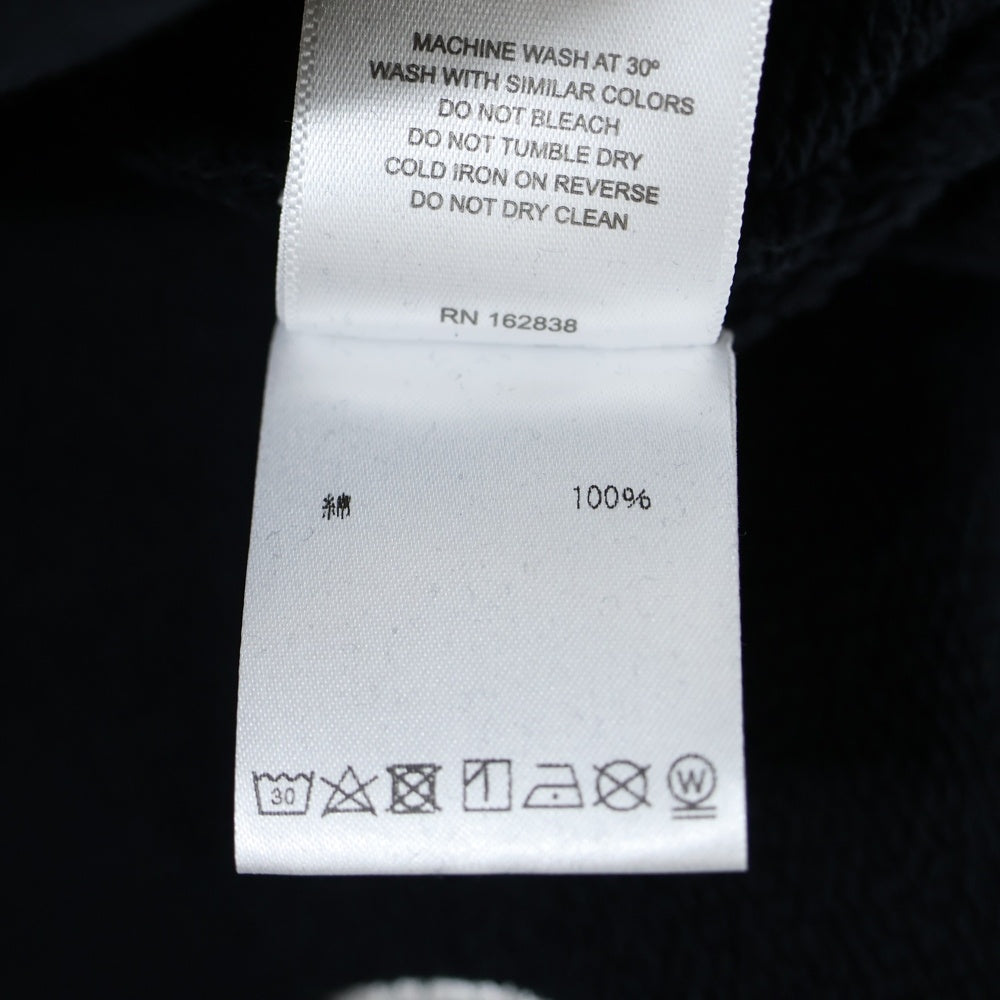 MACHINE WASH AT 30º
WASH WITH SIMILAR COLORS
DO NOT BLEACH
DO NOT TUMBLE DRY
COLD IRON ON REVERSE
DO NOT DRY CLEAN
RN 162838
綿 100%
30 W